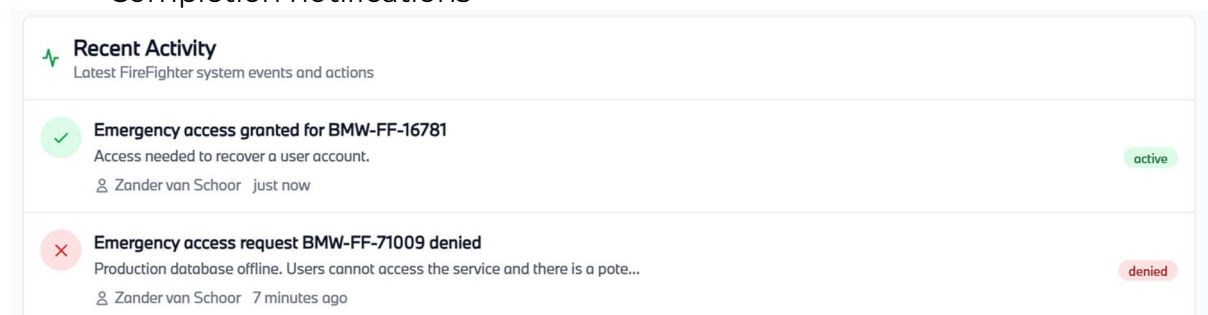 Completion notifications
Recent Activity
Latest FireFighter system events and actions
Emergency access granted for BMW-FF-16781
Access needed to recover a user account.
active
Zander van Schoor just now
Emergency access request BMW-FF-71009 denied
Production database offline. Users cannot access the service and there is a pote...
denied
Zander van Schoor 7 minutes ago